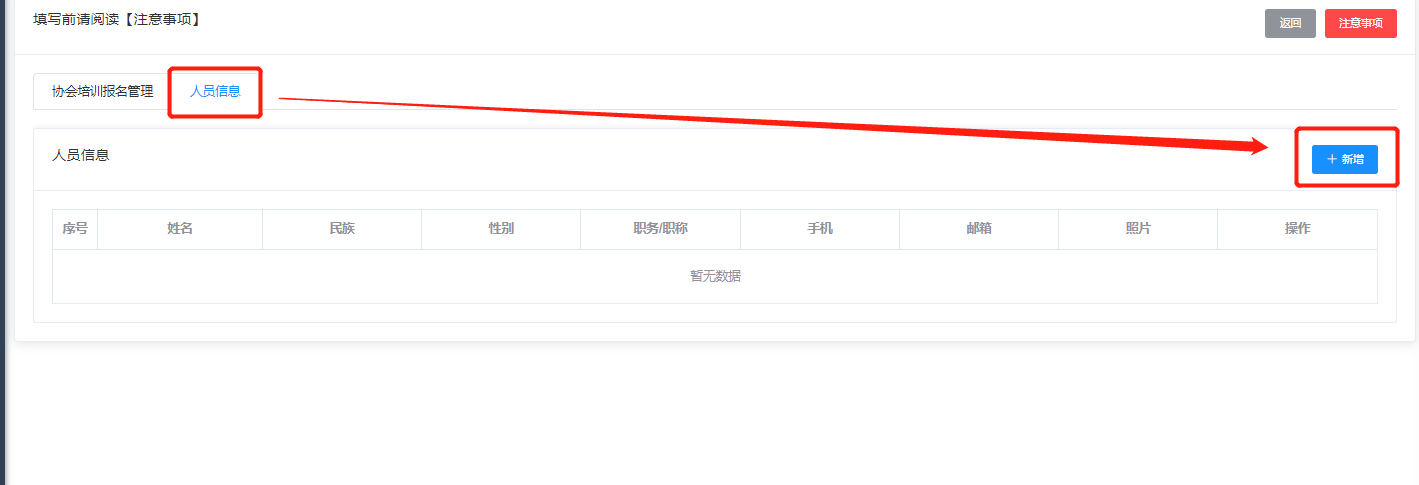 填写前请阅读【注意事项】
返回
注意事项
协会培训报名管理
人员信息
人员信息
+ 新增
序号 姓名 民族 性别 职务/职称 手机 邮箱 照片 操作
暂无数据